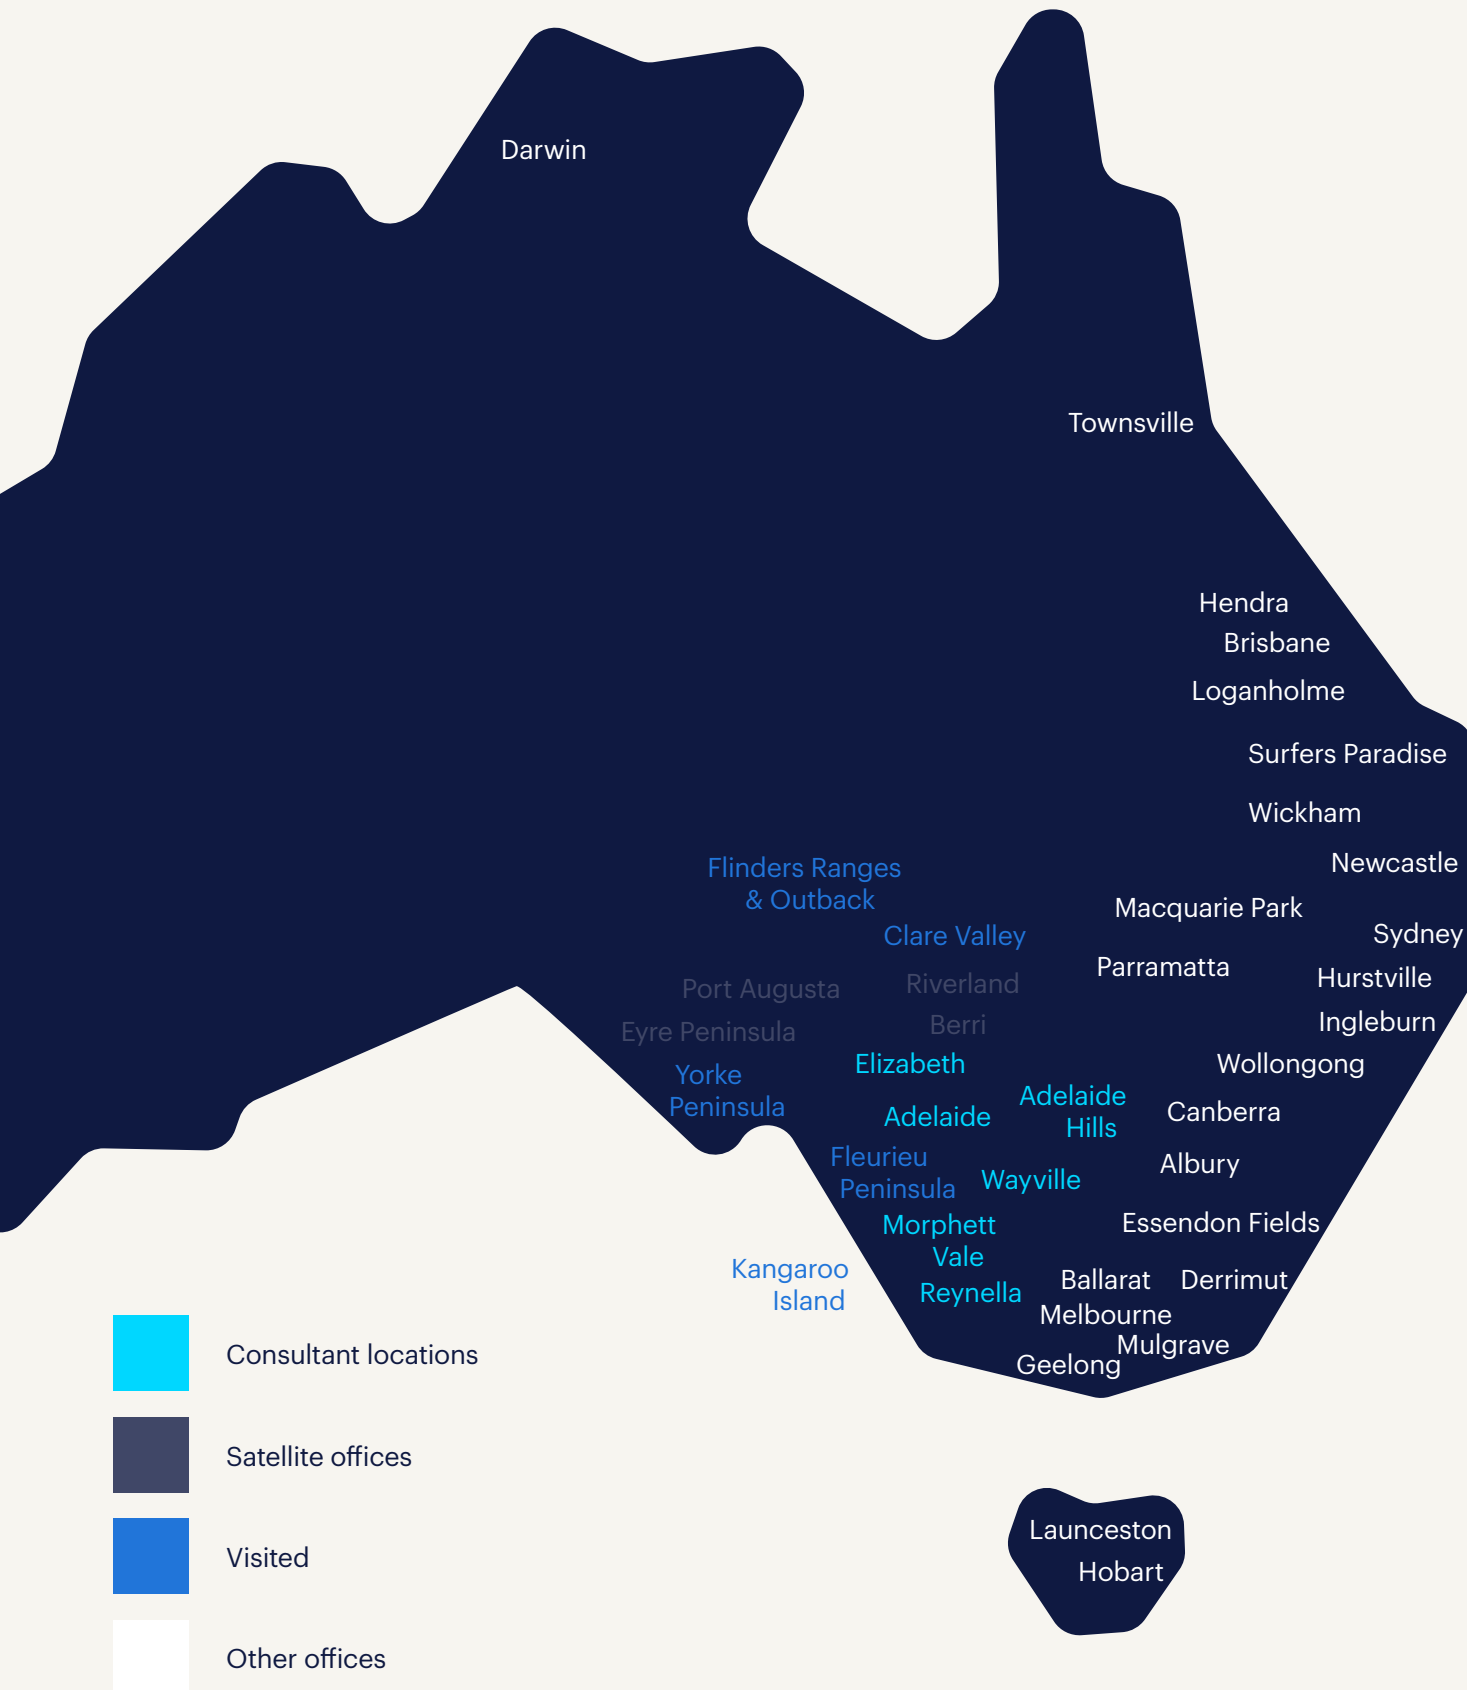 Darwin
Townsville
Hendra
Brisbane
Loganholme
Surfers Paradise
Wickham
Newcastle
Flinders Ranges
& Outback
Macquarie Park
Sydney
Clare Valley
Parramatta
Hurstville
Port Augusta
Riverland
Ingleburn
Eyre Peninsula
Berri
Elizabeth
Wollongong
Yorke
Peninsula
Adelaide
Hills
Adelaide
Canberra
Fleurieu
Peninsula
Wayville
Albury
Morphett
Vale
Essendon Fields
Kangaroo
Island
Reynella
Ballarat
Derrimut
Melbourne
Mulgrave
Geelong
Consultant locations
Satellite offices
Visited
Other offices
Launceston
Hobart